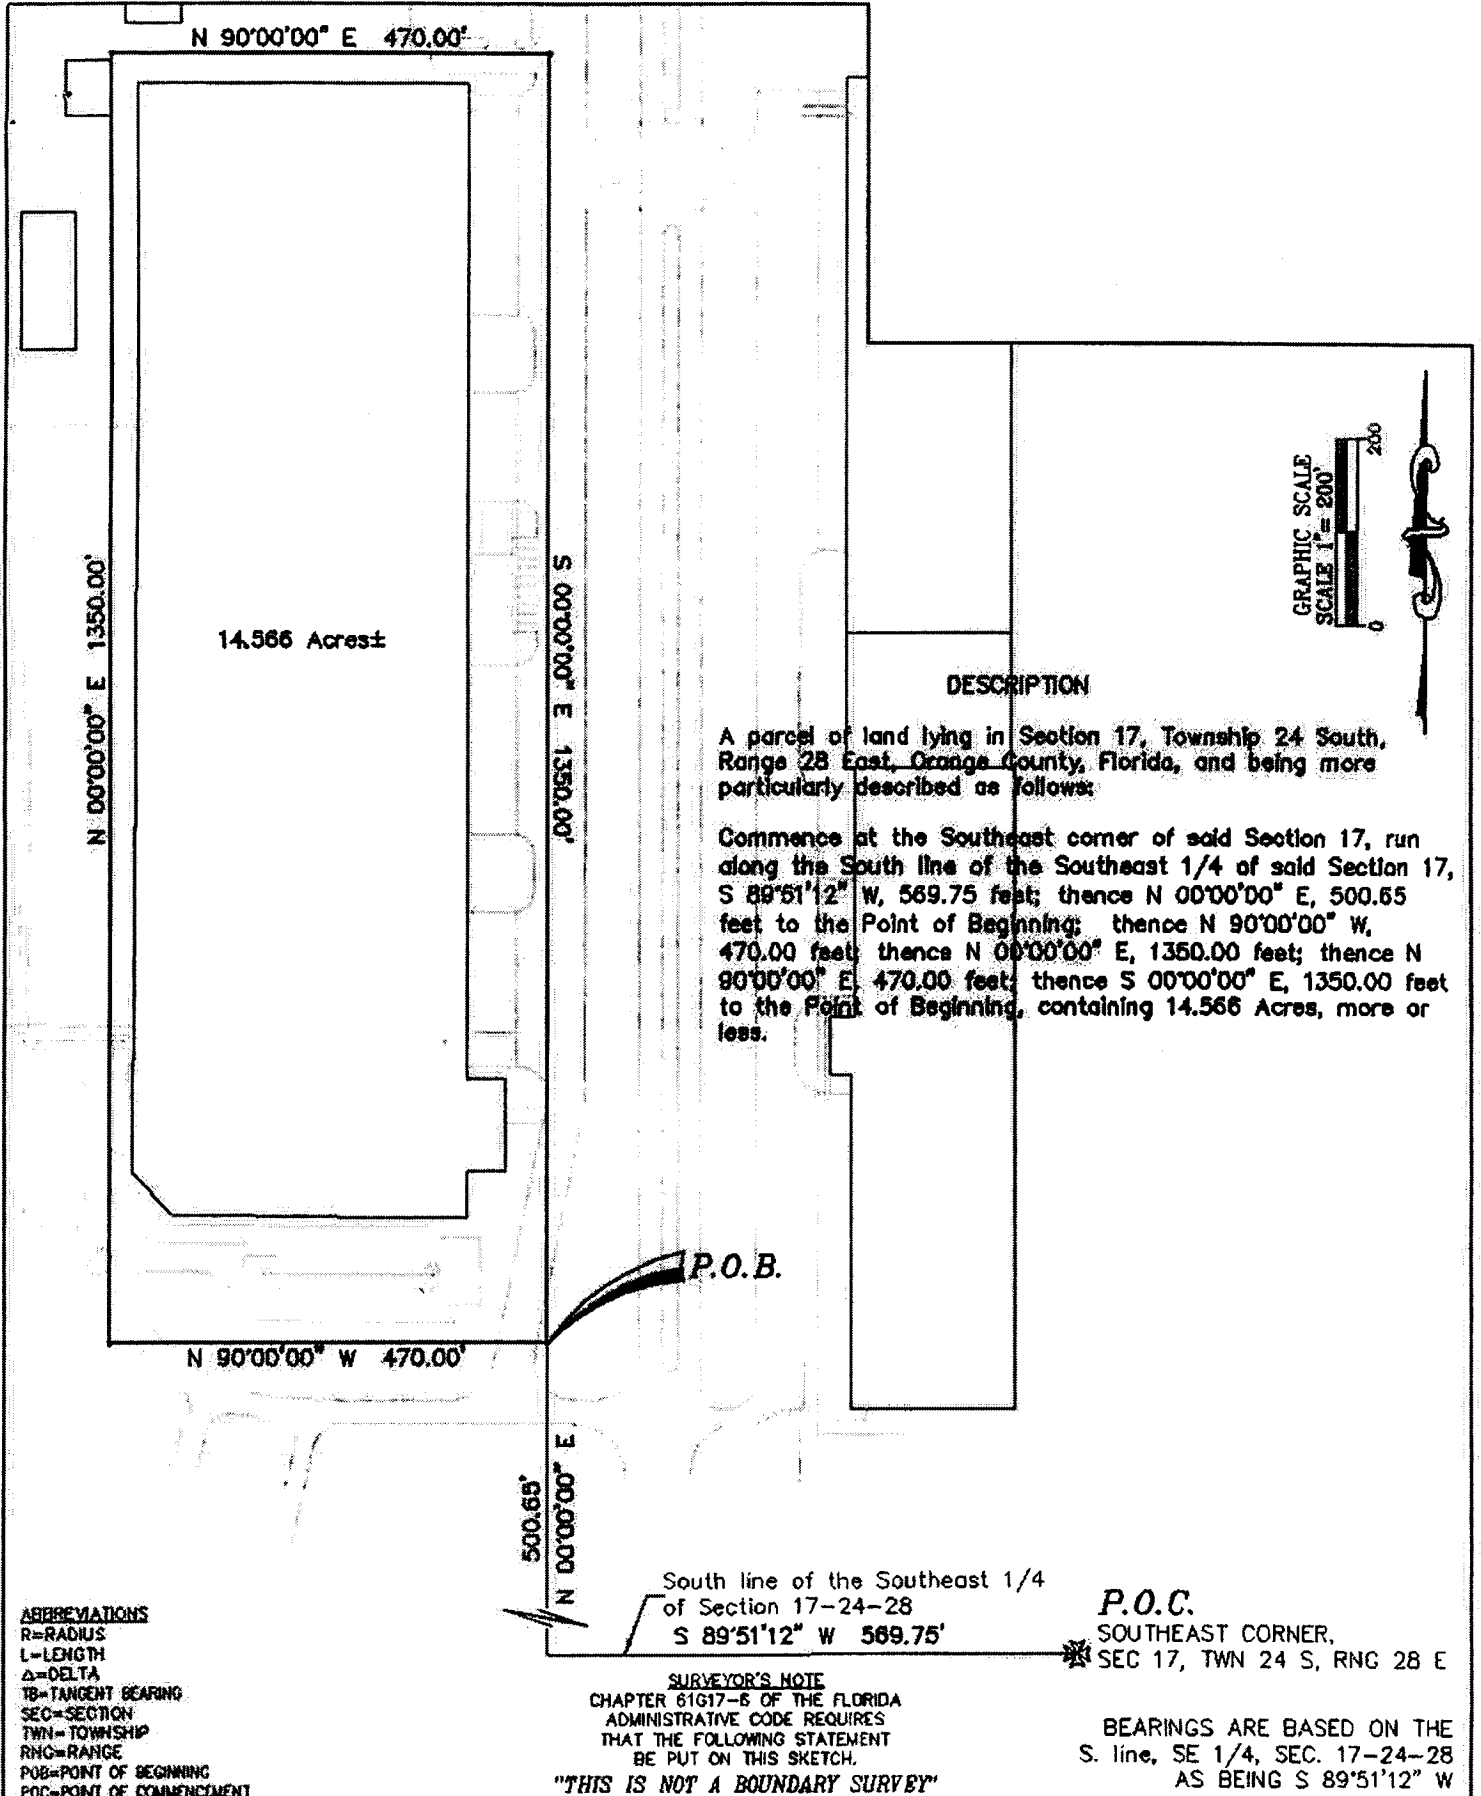 N 90°00'00" E 470.00'
N 00°00'00" E 1350.00'
14.566 Acres±
S 00°00'00" E 1350.00'
GRAPHIC SCALE
SCALE 1"= 200'
0 200
DESCRIPTION
A parcel of land lying in Section 17, Township 24 South,
Range 28 East, Orange County, Florida, and being more
particularly described as follows:
Commence at the Southeast corner of said Section 17, run
along the South line of the Southeast 1/4 of said Section 17,
S 89°51'12" W, 569.75 feet; thence N 00°00'00" E, 500.65
feet to the Point of Beginning; thence N 90°00'00" W,
470.00 feet; thence N 00°00'00" E, 1350.00 feet; thence N
90°00'00" E, 470.00 feet; thence S 00°00'00" E, 1350.00 feet
to the Point of Beginning, containing 14.566 Acres, more or
less.
P.O.B.
N 90°00'00" W 470.00'
500.65'
N 00°00'00" E
South line of the Southeast 1/4
of Section 17-24-28
S 89°51'12" W 569.75'
P.O.C.
SOUTHEAST CORNER,
SEC 17, TWN 24 S, RNG 28 E
ABBREVIATIONS
R=RADIUS
L=LENGTH
Δ=DELTA
TB=TANGENT BEARING
SEC=SECTION
TWN=TOWNSHIP
RNG=RANGE
POB=POINT OF BEGINNING
POC=POINT OF COMMENCEMENT
SURVEYOR'S NOTE
CHAPTER 61G17-6 OF THE FLORIDA
ADMINISTRATIVE CODE REQUIRES
THAT THE FOLLOWING STATEMENT
BE PUT ON THIS SKETCH.
"THIS IS NOT A BOUNDARY SURVEY"
BEARINGS ARE BASED ON THE
S. line, SE 1/4, SEC. 17-24-28
AS BEING S 89°51'12" W